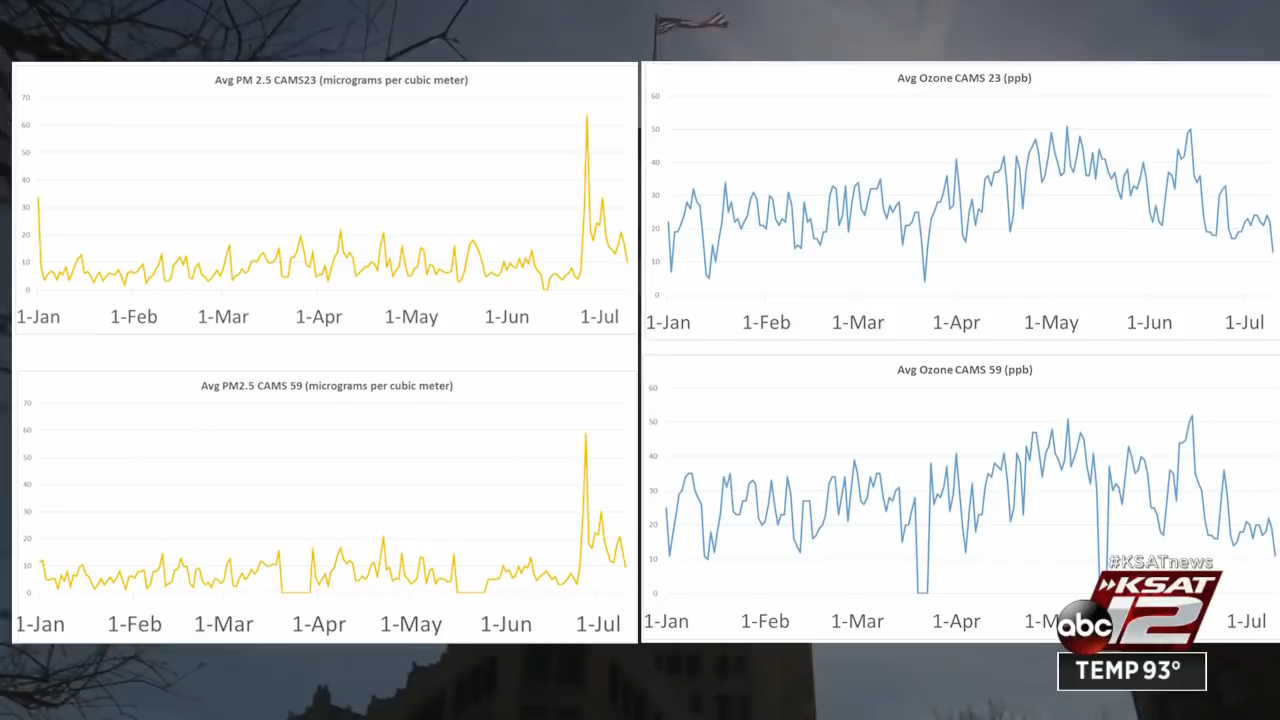 Avg PM 2.5 CAMS23 (micrograms per cubic meter)
70
60
50
40
30
20
10
0
1-Jan 1-Feb 1-Mar 1-Apr 1-May 1-Jun 1-Jul
Avg Ozone CAMS 23 (ppb)
60
50
40
30
20
10
0
1-Jan 1-Feb 1-Mar 1-Apr 1-May 1-Jun 1-Jul
Avg PM2.5 CAMS 59 (micrograms per cubic meter)
70
60
50
40
30
20
10
0
1-Jan 1-Feb 1-Mar 1-Apr 1-May 1-Jun 1-Jul
Avg Ozone CAMS 59 (ppb)
60
50
40
30
20
10
0
1-Jan 1-Feb 1-Mar 1-Apr 1-M 1-Jul
#KSATnews
KSAT
abc 12
TEMP 93°